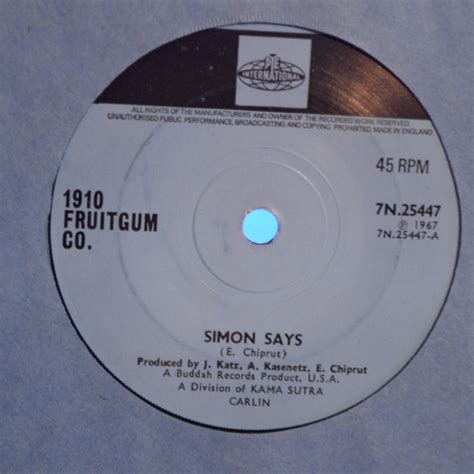 PYE
INTERNATIONAL
ALL RIGHTS OF THE MANUFACTURERS AND OWNER OF THE RECORDED WORK RESERVED.
UNAUTHORISED PUBLIC PERFORMANCE, BROADCASTING AND COPYING PROHIBITED. MADE IN ENGLAND
45 RPM
1910
FRUITGUM
CO.
7N.25447
Ⓟ 1967
7N.25447-A
SIMON SAYS
(E. Chiprut)
Produced by J. Katz, A. Kasenetz, E. Chiprut
A Buddah Records Product, U.S.A.
A Division of KAMA SUTRA
CARLIN